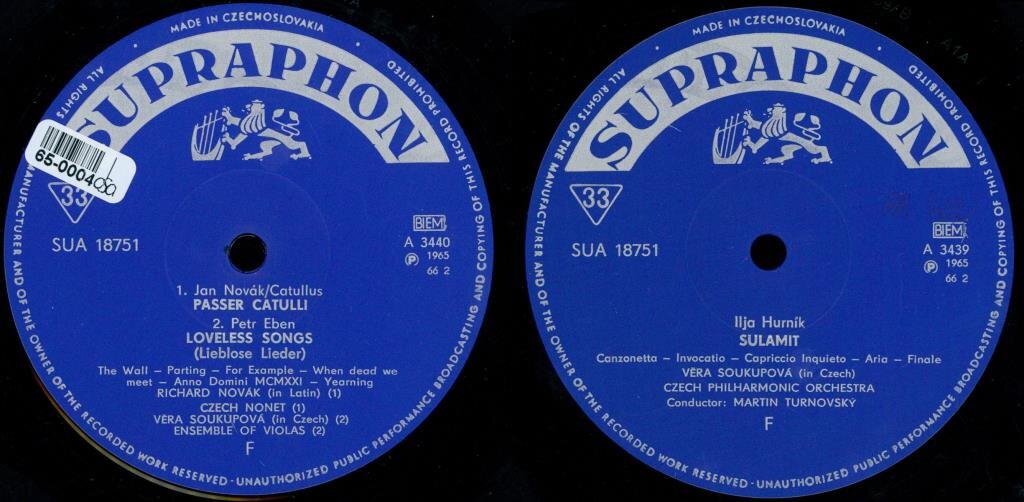 MADE IN CZECHOSLOVAKIA
ALL RIGHTS
AND OF THE OWNER OF THE RECORDED WORK RESERVED - UNAUTHORIZED PUBLIC PERFORMANCE BROADCASTING AND COPYING OF THIS RECORD PROHIBITED
SUPRAPHON
65-0004
33
SUA 18751
BIEM
A 3440
Ⓟ 1965
66 2
1. Jan Novák/Catullus
PASSER CATULLI
2. Petr Eben
LOVELESS SONGS
(Lieblose Lieder)
The Wall – Parting – For Example – When dead we
meet – Anno Domini MCMXXI – Yearning
RICHARD NOVÁK (in Latin) (1)
CZECH NONET (1)
VĚRA SOUKUPOVÁ (in Czech) (2)
ENSEMBLE OF VIOLAS (2)
F
MADE IN CZECHOSLOVAKIA
ALL RIGHTS OF THE MANUFACTURER AND OF THE OWNER OF THE RECORDED WORK RESERVED - UNAUTHORIZED PUBLIC PERFORMANCE BROADCASTING AND COPYING OF THIS RECORD PROHIBITED
SUPRAPHON
33
SUA 18751
BIEM
A 3439
Ⓟ 1965
66 2
Ilja Hurník
SULAMIT
Canzonetta – Invocatio – Capriccio Inquieto – Aria – Finale
VĚRA SOUKUPOVÁ (in Czech)
CZECH PHILHARMONIC ORCHESTRA
Conductor: MARTIN TURNOVSKÝ
F